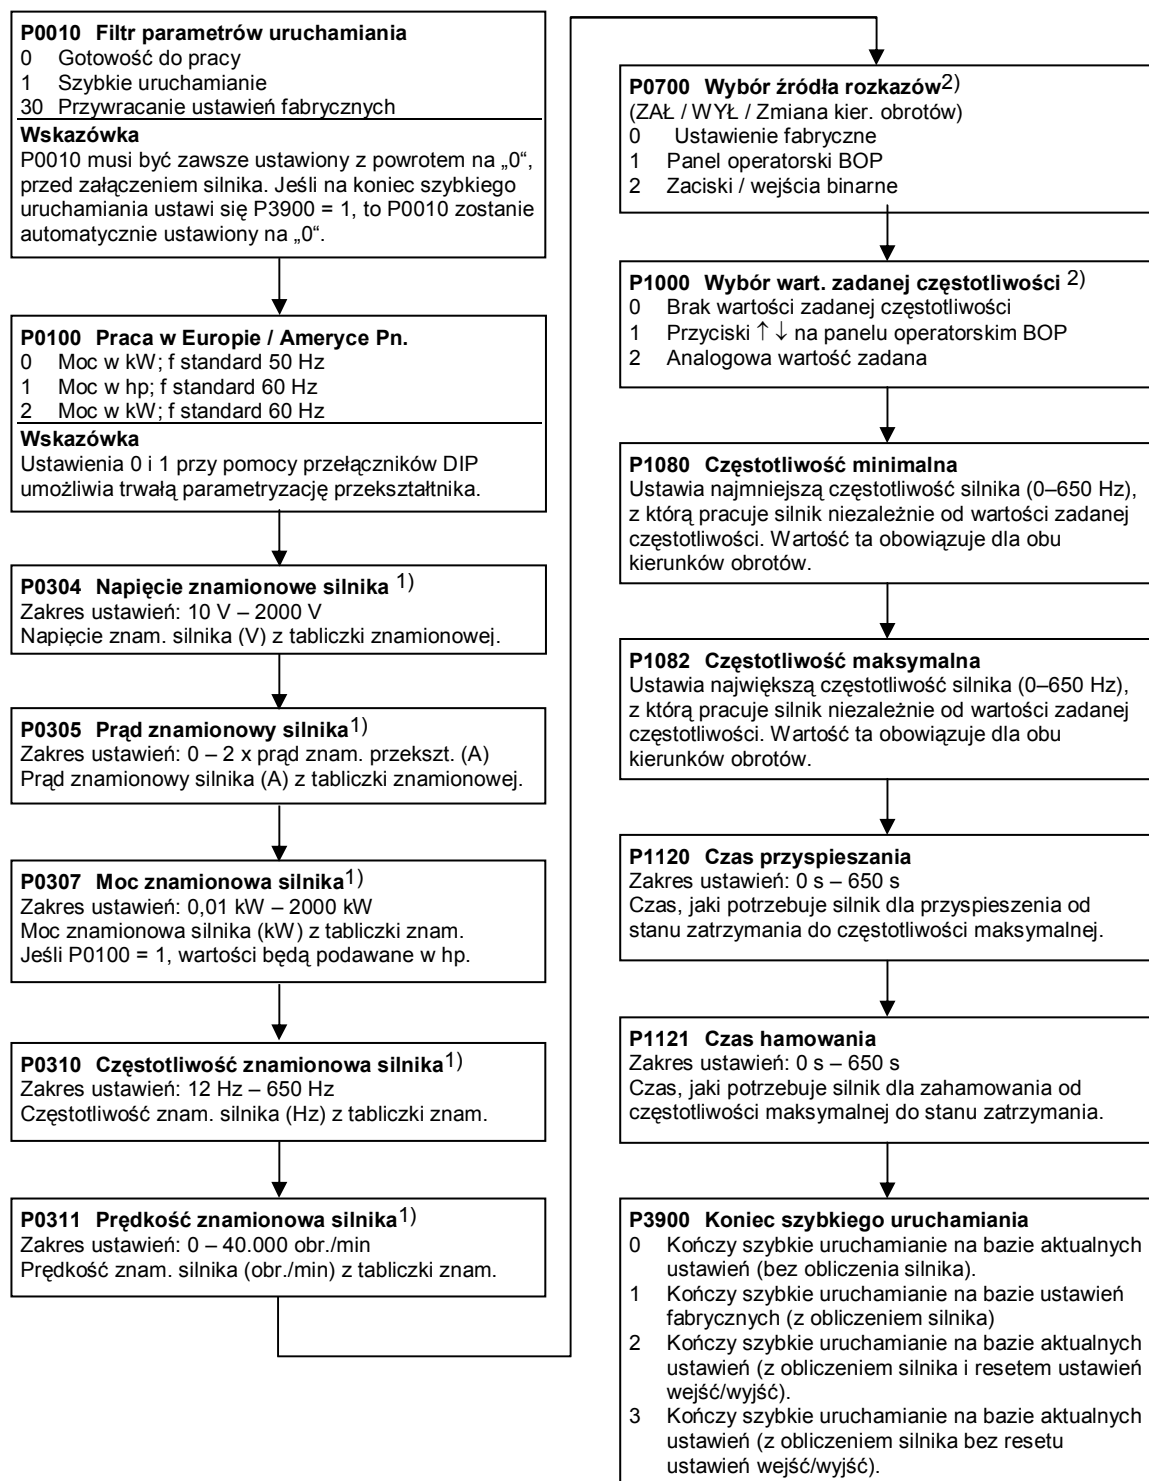 P0010 Filtr parametrów uruchamiania
0 Gotowość do pracy
1 Szybkie uruchamianie
30 Przywracanie ustawień fabrycznych
Wskazówka
P0010 musi być zawsze ustawiony z powrotem na „0“,
przed załączeniem silnika. Jeśli na koniec szybkiego
uruchamiania ustawi się P3900 = 1, to P0010 zostanie
automatycznie ustawiony na „0“.
P0100 Praca w Europie / Ameryce Pn.
0 Moc w kW; f standard 50 Hz
1 Moc w hp; f standard 60 Hz
2 Moc w kW; f standard 60 Hz
Wskazówka
Ustawienia 0 i 1 przy pomocy przełączników DIP
umożliwia trwałą parametryzację przekształtnika.
P0304 Napięcie znamionowe silnika 1)
Zakres ustawień: 10 V – 2000 V
Napięcie znam. silnika (V) z tabliczki znamionowej.
P0305 Prąd znamionowy silnika1)
Zakres ustawień: 0 – 2 x prąd znam. przekszt. (A)
Prąd znamionowy silnika (A) z tabliczki znamionowej.
P0307 Moc znamionowa silnika1)
Zakres ustawień: 0,01 kW – 2000 kW
Moc znamionowa silnika (kW) z tabliczki znam.
Jeśli P0100 = 1, wartości będą podawane w hp.
P0310 Częstotliwość znamionowa silnika1)
Zakres ustawień: 12 Hz – 650 Hz
Częstotliwość znam. silnika (Hz) z tabliczki znam.
P0311 Prędkość znamionowa silnika1)
Zakres ustawień: 0 – 40.000 obr./min
Prędkość znam. silnika (obr./min) z tabliczki znam.
P0700 Wybór źródła rozkazów2)
(ZAŁ / WYŁ / Zmiana kier. obrotów)
0 Ustawienie fabryczne
1 Panel operatorski BOP
2 Zaciski / wejścia binarne
P1000 Wybór wart. zadanej częstotliwości 2)
0 Brak wartości zadanej częstotliwości
1 Przyciski ↑ ↓ na panelu operatorskim BOP
2 Analogowa wartość zadana
P1080 Częstotliwość minimalna
Ustawia najmniejszą częstotliwość silnika (0–650 Hz),
z którą pracuje silnik niezależnie od wartości zadanej
częstotliwości. Wartość ta obowiązuje dla obu
kierunków obrotów.
P1082 Częstotliwość maksymalna
Ustawia największą częstotliwość silnika (0–650 Hz),
z którą pracuje silnik niezależnie od wartości zadanej
częstotliwości. Wartość ta obowiązuje dla obu
kierunków obrotów.
P1120 Czas przyspieszania
Zakres ustawień: 0 s – 650 s
Czas, jaki potrzebuje silnik dla przyspieszenia od
stanu zatrzymania do częstotliwości maksymalnej.
P1121 Czas hamowania
Zakres ustawień: 0 s – 650 s
Czas, jaki potrzebuje silnik dla zahamowania od
częstotliwości maksymalnej do stanu zatrzymania.
P3900 Koniec szybkiego uruchamiania
0 Kończy szybkie uruchamianie na bazie aktualnych
ustawień (bez obliczenia silnika).
1 Kończy szybkie uruchamianie na bazie ustawień
fabrycznych (z obliczeniem silnika)
2 Kończy szybkie uruchamianie na bazie aktualnych
ustawień (z obliczeniem silnika i resetem ustawień
wejść/wyjść).
3 Kończy szybkie uruchamianie na bazie aktualnych
ustawień (z obliczeniem silnika bez resetu
ustawień wejść/wyjść).